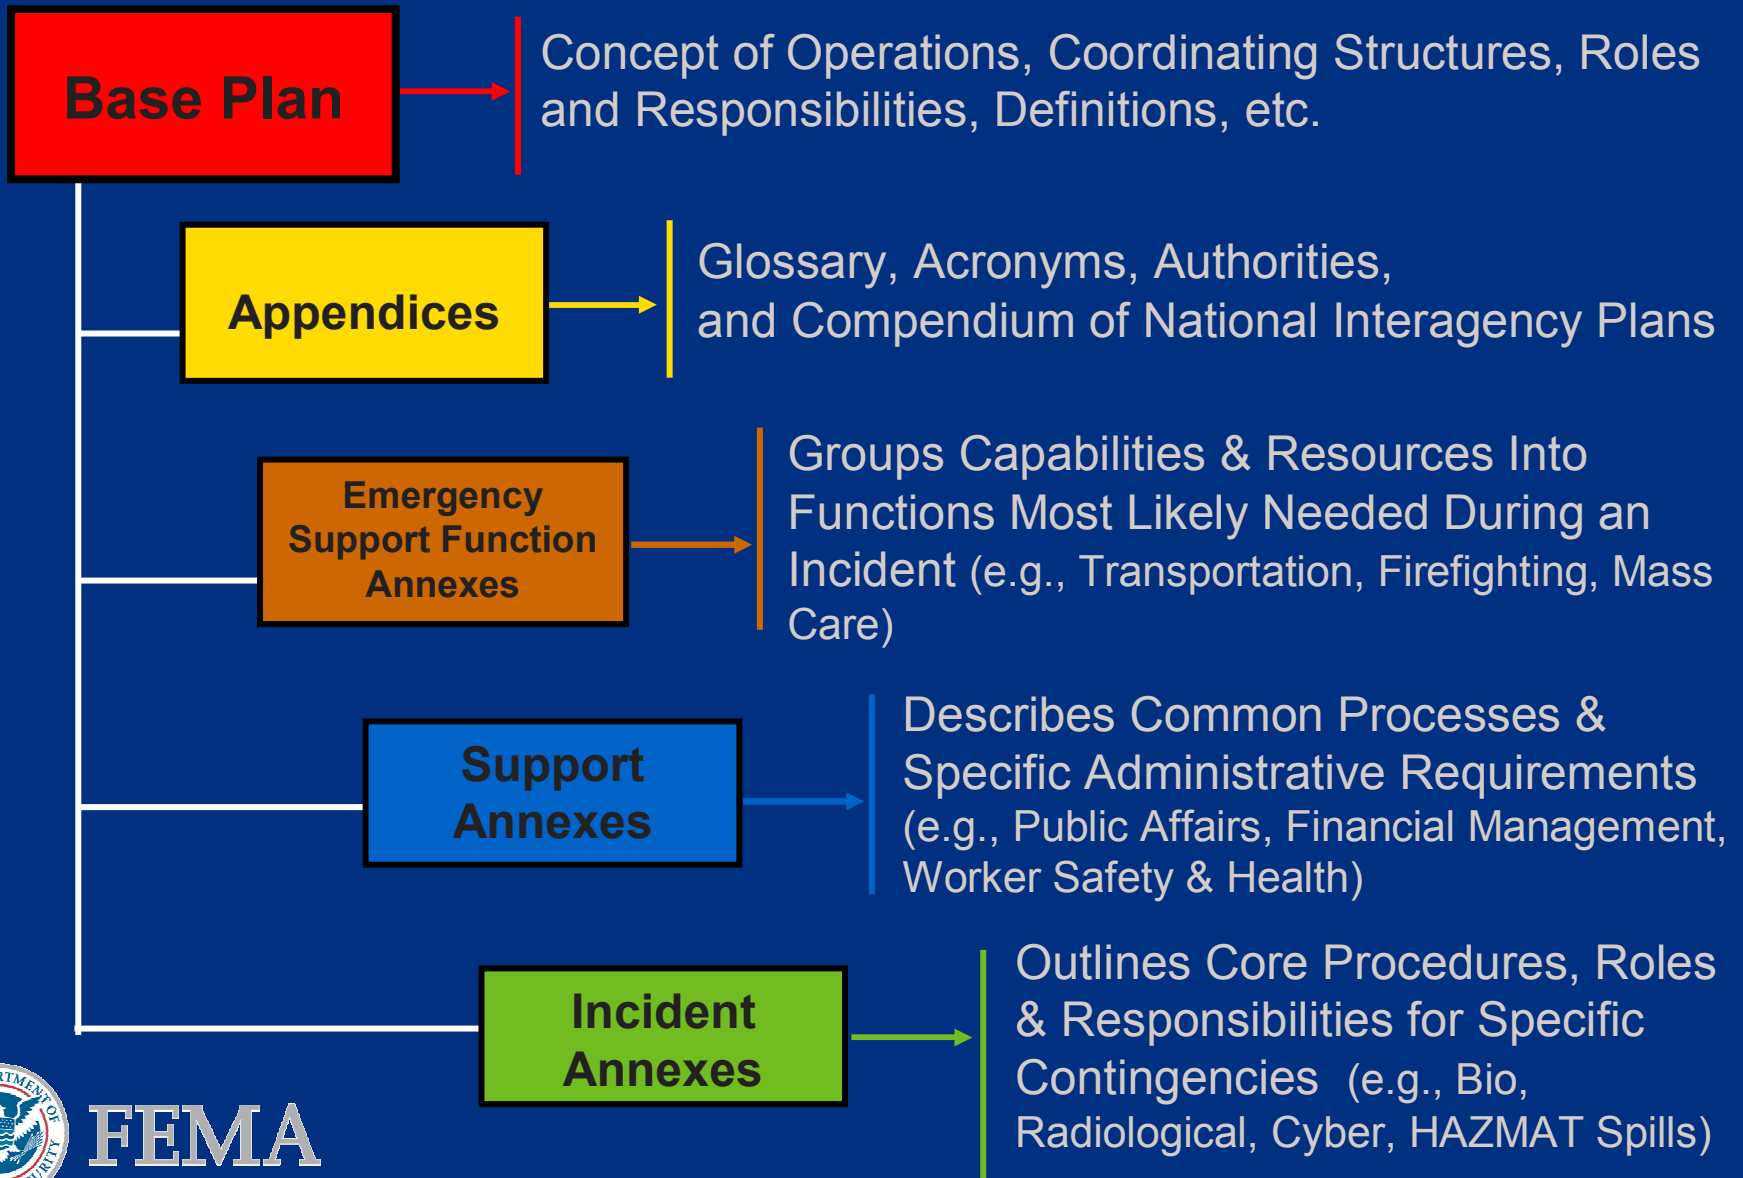 Base Plan
Concept of Operations, Coordinating Structures, Roles
and Responsibilities, Definitions, etc.
Appendices
Glossary, Acronyms, Authorities,
and Compendium of National Interagency Plans
Emergency
Support Function
Annexes
Groups Capabilities & Resources Into
Functions Most Likely Needed During an
Incident (e.g., Transportation, Firefighting, Mass
Care)
Support
Annexes
Describes Common Processes &
Specific Administrative Requirements
(e.g., Public Affairs, Financial Management,
Worker Safety & Health)
Incident
Annexes
Outlines Core Procedures, Roles
& Responsibilities for Specific
Contingencies (e.g., Bio,
Radiological, Cyber, HAZMAT Spills)
FEMA